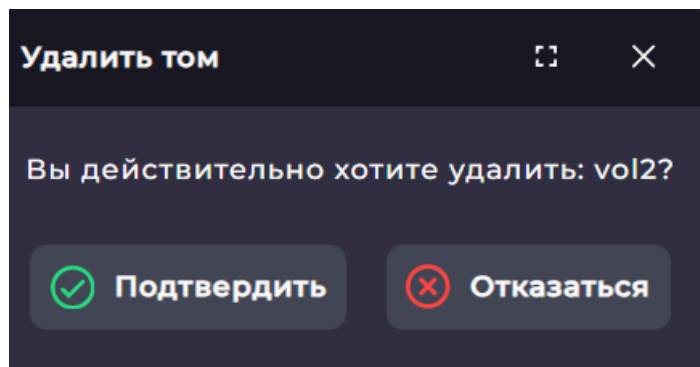 Удалить том
Вы действительно хотите удалить: vol2?
Подтвердить
Отказаться